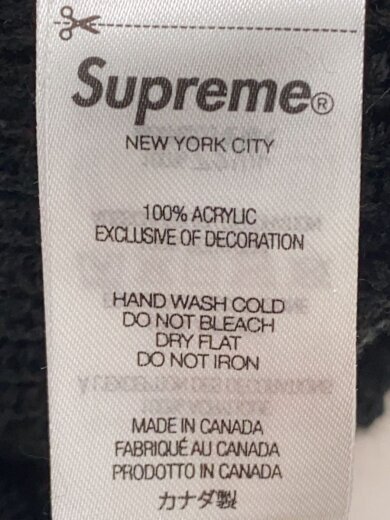 Supreme®
NEW YORK CITY
100% ACRYLIC
EXCLUSIVE OF DECORATION
HAND WASH COLD
DO NOT BLEACH
DRY FLAT
DO NOT IRON
MADE IN CANADA
FABRIQUÉ AU CANADA
PRODOTTO IN CANADA
カナダ製